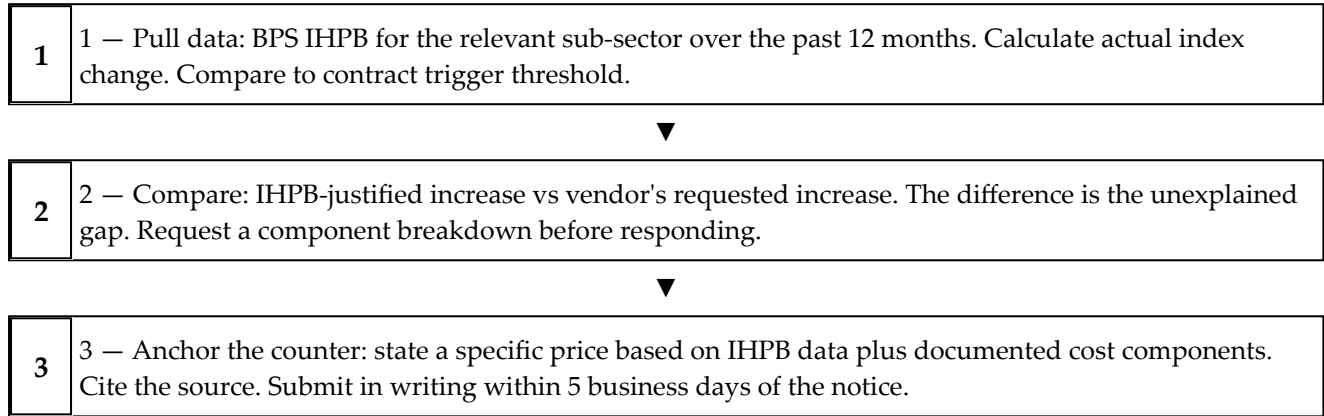 1
1 — Pull data: BPS IHPB for the relevant sub-sector over the past 12 months. Calculate actual index
change. Compare to contract trigger threshold.
▼
2
2 — Compare: IHPB-justified increase vs vendor's requested increase. The difference is the unexplained
gap. Request a component breakdown before responding.
▼
3
3 — Anchor the counter: state a specific price based on IHPB data plus documented cost components.
Cite the source. Submit in writing within 5 business days of the notice.